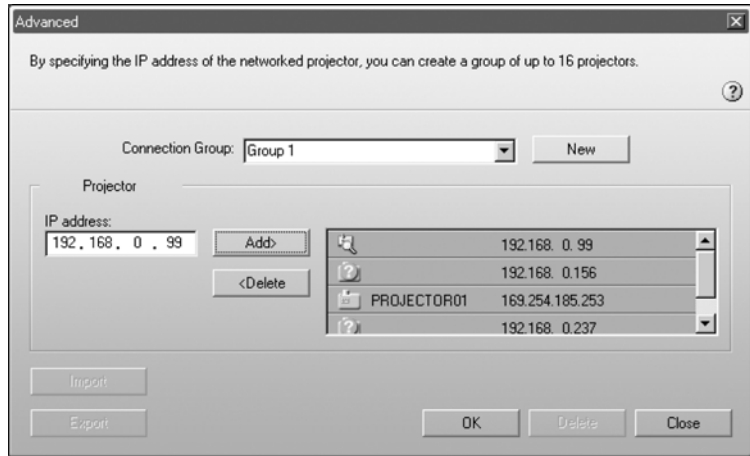 Advanced
By specifying the IP address of the networked projector, you can create a group of up to 16 projectors.
Connection Group: Group 1 New
Projector
IP address:
192 . 168 . 0 . 99 Add>
<Delete
192.168. 0. 99
192.168. 0.156
PROJECTOR01 169.254.185.253
192.168. 0.237
Import
Export OK Delete Close